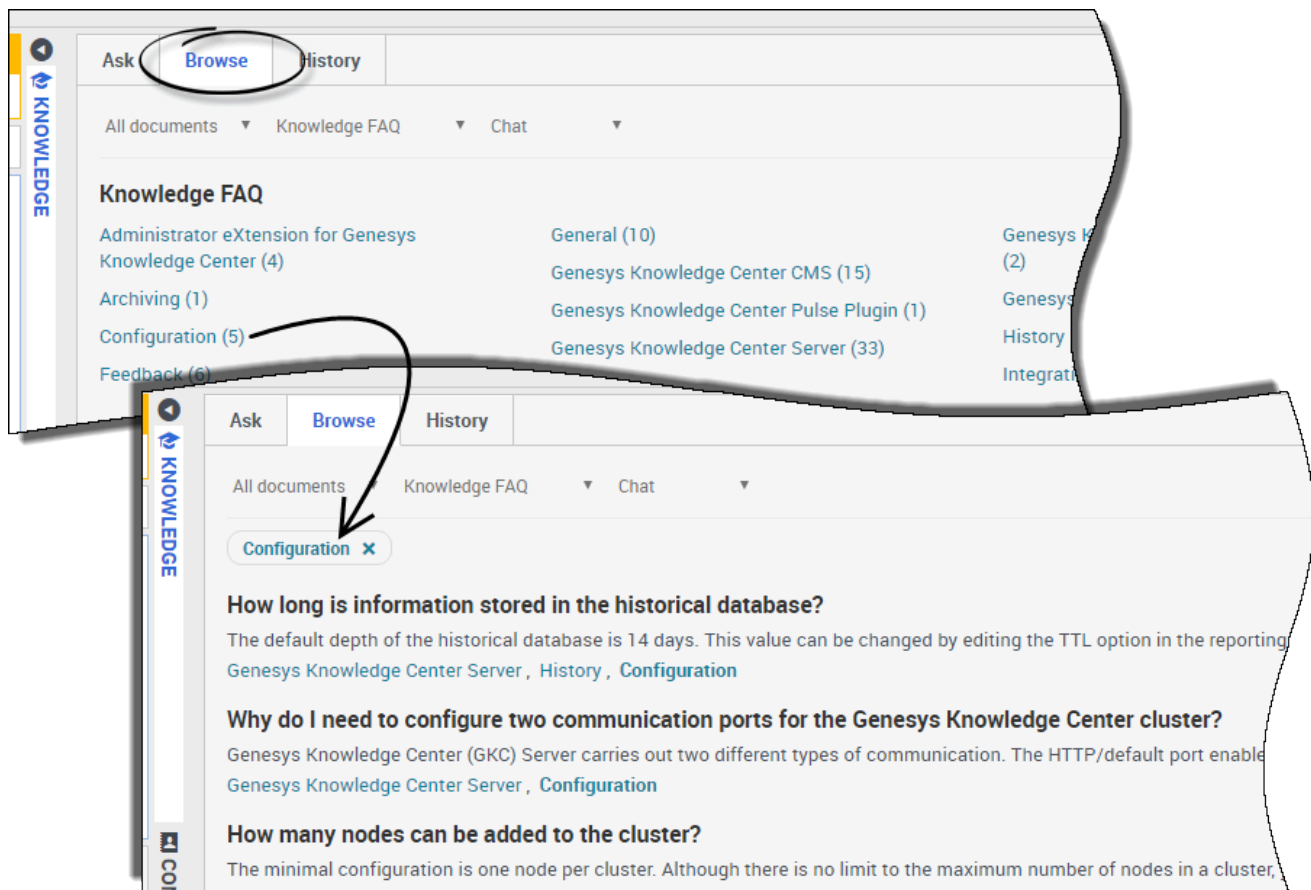 KNOWLEDGE
Ask Browse History
All documents Knowledge FAQ Chat
Knowledge FAQ
Administrator eXtension for Genesys
Knowledge Center (4)
Archiving (1)
Configuration (5)
Feedback (6)
General (10)
Genesys Knowledge Center CMS (15)
Genesys Knowledge Center Pulse Plugin (1)
Genesys Knowledge Center Server (33)
Genesys
(2)
Genesys
History
KNOWLEDGE
Ask Browse History
All documents Knowledge FAQ Chat
Configuration ×
How long is information stored in the historical database?
The default depth of the historical database is 14 days. This value can be changed by editing the TTL option in the reporting
Genesys Knowledge Center Server , History , Configuration
Why do I need to configure two communication ports for the Genesys Knowledge Center cluster?
Genesys Knowledge Center (GKC) Server carries out two different types of communication. The HTTP/default port enable
Genesys Knowledge Center Server , Configuration
How many nodes can be added to the cluster?
The minimal configuration is one node per cluster. Although there is no limit to the maximum number of nodes in a cluster,